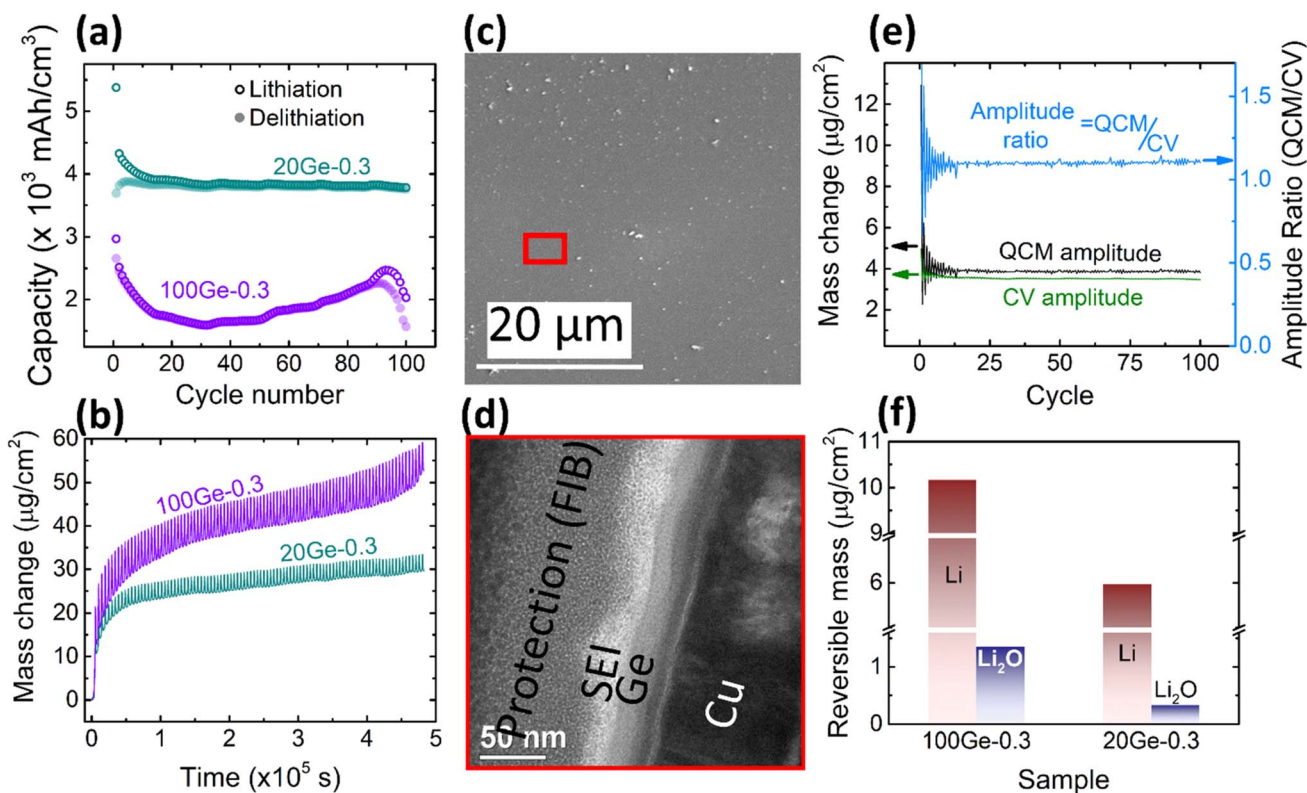 (a)
Capacity (x 10³ mAh/cm³)
5
4
3
2
Lithiation
Delithiation
20Ge-0.3
100Ge-0.3
0 20 40 60 80 100
Cycle number
(b)
Mass change (µg/cm²)
60
50
40
30
20
10
0
100Ge-0.3
20Ge-0.3
0 1 2 3 4 5
Time (x10⁵ s)
(c)
20 µm
(d)
Protection (FIB)
SEI
Ge
Cu
50 nm
(e)
Mass change (µg/cm²)
12
10
8
6
4
2
0
Amplitude ratio =QCM/CV
QCM amplitude
CV amplitude
1.5
1.0
0.5
0.0
Amplitude Ratio (QCM/CV)
0 25 50 75 100
Cycle
(f)
Reversible mass (µg/cm²)
11
10
9
6
1
0
Li
Li₂O
Li
Li₂O
100Ge-0.3 20Ge-0.3
Sample